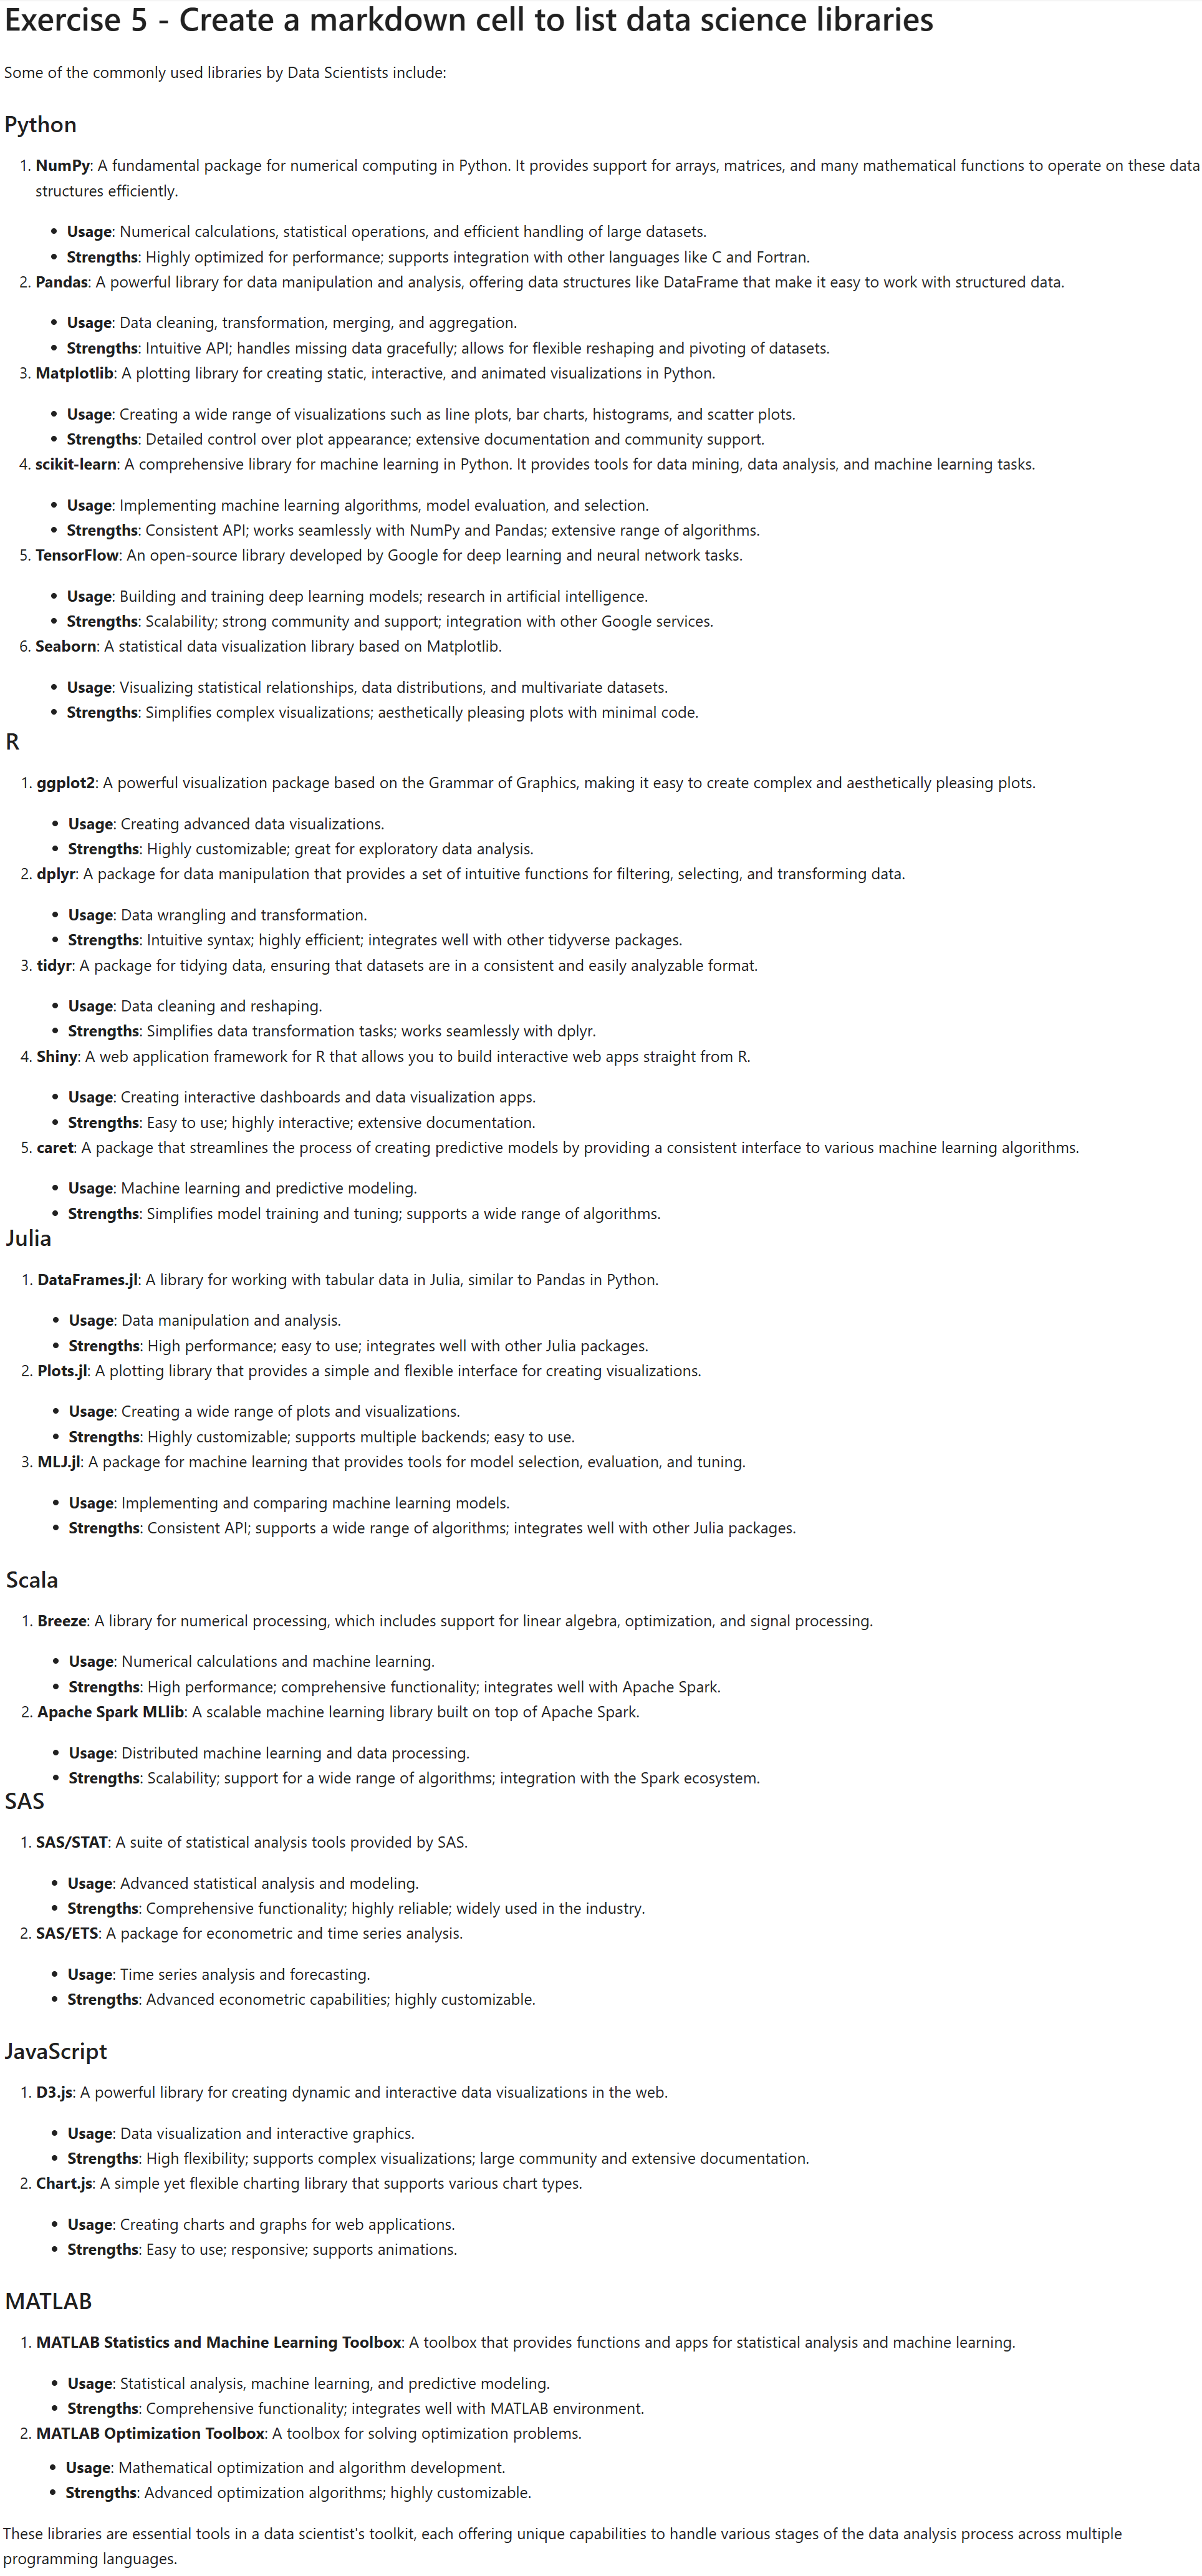 Exercise 5 - Create a markdown cell to list data science libraries
Some of the commonly used libraries by Data Scientists include:
Python
1. NumPy: A fundamental package for numerical computing in Python. It provides support for arrays, matrices, and many mathematical functions to operate on these data
structures efficiently.
• Usage: Numerical calculations, statistical operations, and efficient handling of large datasets.
• Strengths: Highly optimized for performance; supports integration with other languages like C and Fortran.
2. Pandas: A powerful library for data manipulation and analysis, offering data structures like DataFrame that make it easy to work with structured data.
• Usage: Data cleaning, transformation, merging, and aggregation.
• Strengths: Intuitive API; handles missing data gracefully; allows for flexible reshaping and pivoting of datasets.
3. Matplotlib: A plotting library for creating static, interactive, and animated visualizations in Python.
• Usage: Creating a wide range of visualizations such as line plots, bar charts, histograms, and scatter plots.
• Strengths: Detailed control over plot appearance; extensive documentation and community support.
4. scikit-learn: A comprehensive library for machine learning in Python. It provides tools for data mining, data analysis, and machine learning tasks.
• Usage: Implementing machine learning algorithms, model evaluation, and selection.
• Strengths: Consistent API; works seamlessly with NumPy and Pandas; extensive range of algorithms.
5. TensorFlow: An open-source library developed by Google for deep learning and neural network tasks.
• Usage: Building and training deep learning models; research in artificial intelligence.
• Strengths: Scalability; strong community and support; integration with other Google services.
6. Seaborn: A statistical data visualization library based on Matplotlib.
• Usage: Visualizing statistical relationships, data distributions, and multivariate datasets.
• Strengths: Simplifies complex visualizations; aesthetically pleasing plots with minimal code.
R
1. ggplot2: A powerful visualization package based on the Grammar of Graphics, making it easy to create complex and aesthetically pleasing plots.
• Usage: Creating advanced data visualizations.
• Strengths: Highly customizable; great for exploratory data analysis.
2. dplyr: A package for data manipulation that provides a set of intuitive functions for filtering, selecting, and transforming data.
• Usage: Data wrangling and transformation.
• Strengths: Intuitive syntax; highly efficient; integrates well with other tidyverse packages.
3. tidyr: A package for tidying data, ensuring that datasets are in a consistent and easily analyzable format.
• Usage: Data cleaning and reshaping.
• Strengths: Simplifies data transformation tasks; works seamlessly with dplyr.
4. Shiny: A web application framework for R that allows you to build interactive web apps straight from R.
• Usage: Creating interactive dashboards and data visualization apps.
• Strengths: Easy to use; highly interactive; extensive documentation.
5. caret: A package that streamlines the process of creating predictive models by providing a consistent interface to various machine learning algorithms.
• Usage: Machine learning and predictive modeling.
• Strengths: Simplifies model training and tuning; supports a wide range of algorithms.
Julia
1. DataFrames.jl: A library for working with tabular data in Julia, similar to Pandas in Python.
• Usage: Data manipulation and analysis.
• Strengths: High performance; easy to use; integrates well with other Julia packages.
2. Plots.jl: A plotting library that provides a simple and flexible interface for creating visualizations.
• Usage: Creating a wide range of plots and visualizations.
• Strengths: Highly customizable; supports multiple backends; easy to use.
3. MLJ.jl: A package for machine learning that provides tools for model selection, evaluation, and tuning.
• Usage: Implementing and comparing machine learning models.
• Strengths: Consistent API; supports a wide range of algorithms; integrates well with other Julia packages.
Scala
1. Breeze: A library for numerical processing, which includes support for linear algebra, optimization, and signal processing.
• Usage: Numerical calculations and machine learning.
• Strengths: High performance; comprehensive functionality; integrates well with Apache Spark.
2. Apache Spark MLlib: A scalable machine learning library built on top of Apache Spark.
• Usage: Distributed machine learning and data processing.
• Strengths: Scalability; support for a wide range of algorithms; integration with the Spark ecosystem.
SAS
1. SAS/STAT: A suite of statistical analysis tools provided by SAS.
• Usage: Advanced statistical analysis and modeling.
• Strengths: Comprehensive functionality; highly reliable; widely used in the industry.
2. SAS/ETS: A package for econometric and time series analysis.
• Usage: Time series analysis and forecasting.
• Strengths: Advanced econometric capabilities; highly customizable.
JavaScript
1. D3.js: A powerful library for creating dynamic and interactive data visualizations in the web.
• Usage: Data visualization and interactive graphics.
• Strengths: High flexibility; supports complex visualizations; large community and extensive documentation.
2. Chart.js: A simple yet flexible charting library that supports various chart types.
• Usage: Creating charts and graphs for web applications.
• Strengths: Easy to use; responsive; supports animations.
MATLAB
1. MATLAB Statistics and Machine Learning Toolbox: A toolbox that provides functions and apps for statistical analysis and machine learning.
• Usage: Statistical analysis, machine learning, and predictive modeling.
• Strengths: Comprehensive functionality; integrates well with MATLAB environment.
2. MATLAB Optimization Toolbox: A toolbox for solving optimization problems.
• Usage: Mathematical optimization and algorithm development.
• Strengths: Advanced optimization algorithms; highly customizable.
These libraries are essential tools in a data scientist's toolkit, each offering unique capabilities to handle various stages of the data analysis process across multiple
programming languages.